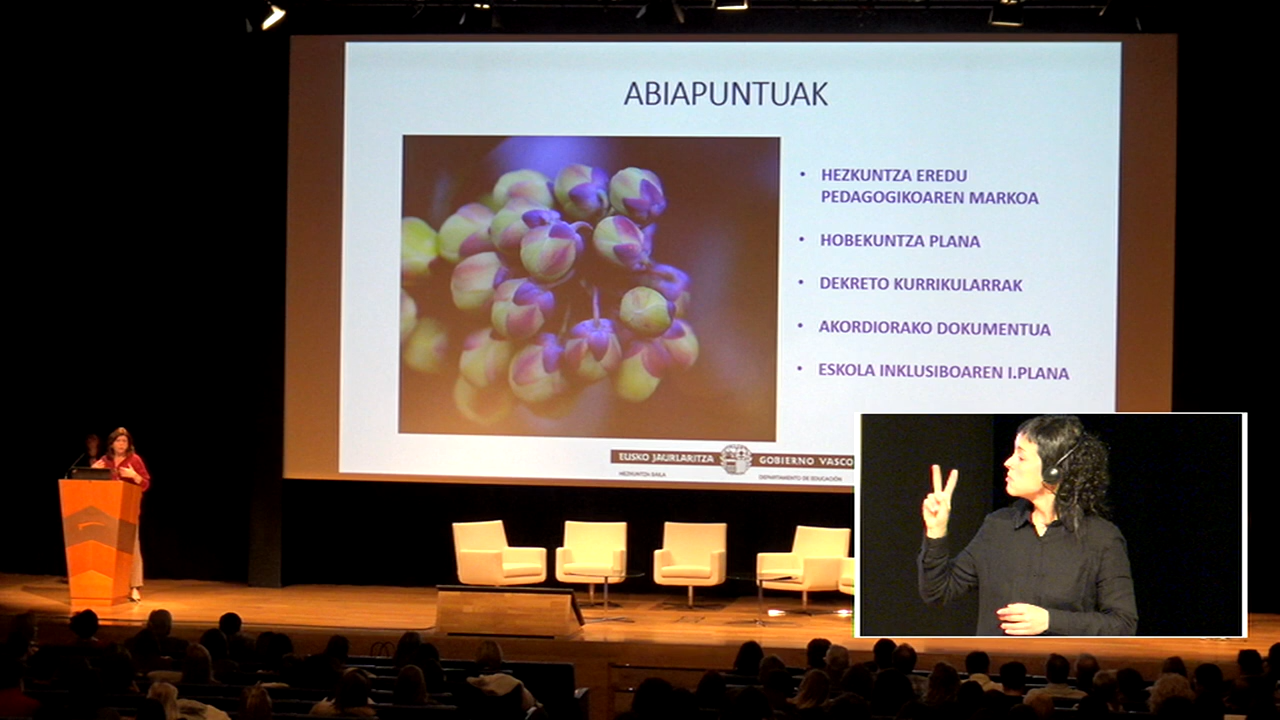 ABIAPUNTUAK
• HEZKUNTZA EREDU
PEDAGOGIKOAREN MARKOA
• HOBEKUNTZA PLANA
• DEKRETO KURRIKULARRAK
• AKORDIORAKO DOKUMENTUA
• ESKOLA INKLUSIBOAREN I.PLANA
EUSKO JAURLARITZA GOBIERNO VASCO
HEZKUNTZA SAILA DEPARTAMENTO DE EDUCACIÓN